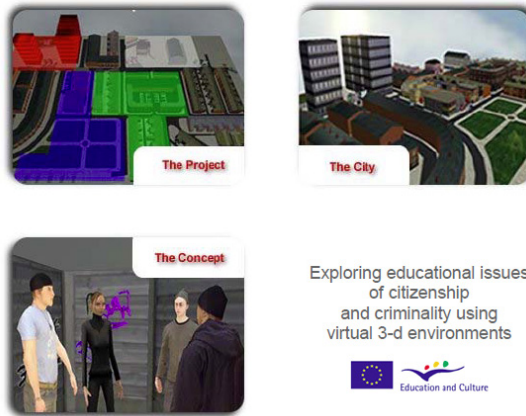 The Project
The City
The Concept
Exploring educational issues
of citizenship
and criminality using
virtual 3-d environments
Education and Culture